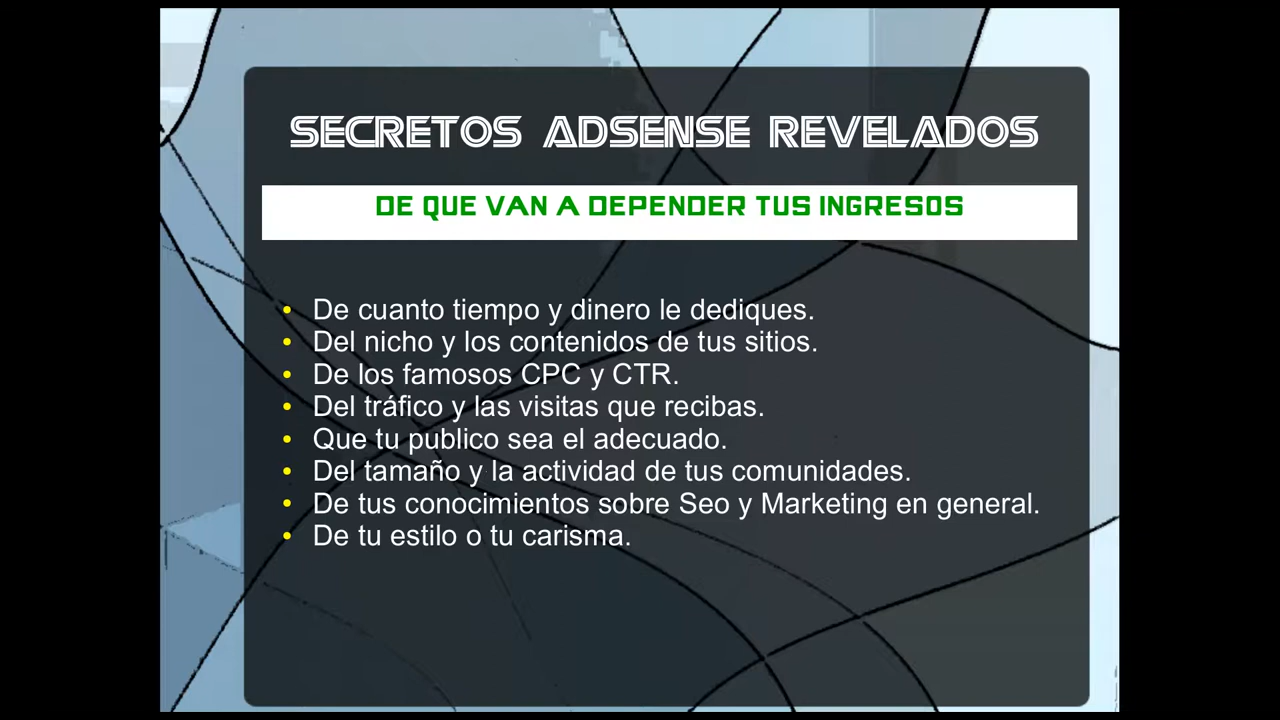 SECRETOS ADSENSE REVELADOS
DE QUE VAN A DEPENDER TUS INGRESOS
• De cuanto tiempo y dinero le dediques.
• Del nicho y los contenidos de tus sitios.
• De los famosos CPC y CTR.
• Del tráfico y las visitas que recibas.
• Que tu publico sea el adecuado.
• Del tamaño y la actividad de tus comunidades.
• De tus conocimientos sobre Seo y Marketing en general.
• De tu estilo o tu carisma.